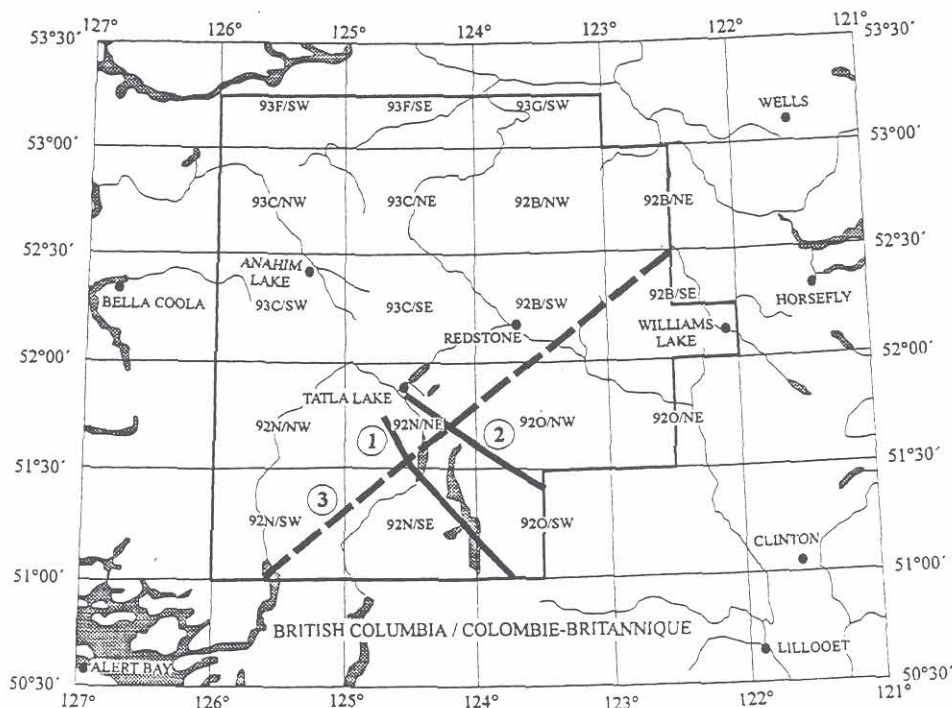 127° 126° 125° 124° 123° 122° 121°
53°30′ 53°30′
93F/SW 93F/SE 93G/SW
WELLS
53°00′ 53°00′
93C/NW 93C/NE 92B/NW 92B/NE
52°30′ 52°30′
ANAHIM
LAKE
BELLA COOLA
93C/SW 93C/SE 92B/SW 92B/SE
HORSEFLY
REDSTONE
WILLIAMS
LAKE
52°00′ 52°00′
TATLA LAKE
92N/NW 92N/NE 92O/NW 92O/NE
1 2
51°30′ 51°30′
3
92N/SW 92N/SE 92O/SW
CLINTON
51°00′ 51°00′
BRITISH COLUMBIA / COLOMBIE-BRITANNIQUE
LILLOOET
ALERT BAY
50°30′ 50°30′
127° 126° 125° 124° 123° 122° 121°